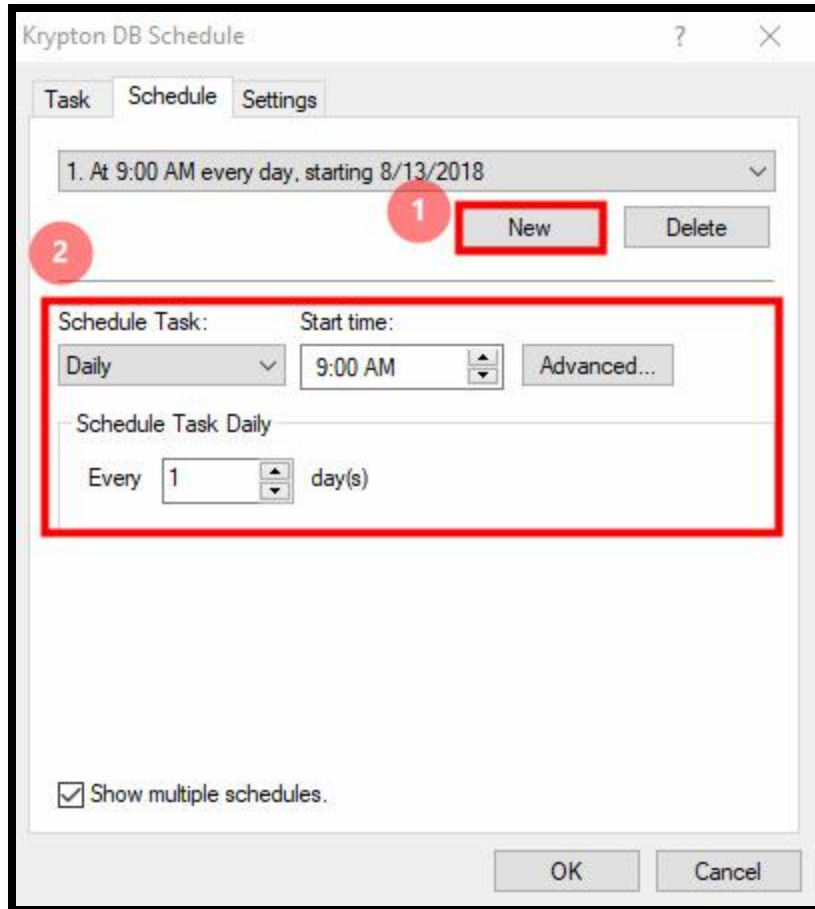 Krypton DB Schedule
Task Schedule Settings
1. At 9:00 AM every day, starting 8/13/2018
1
New Delete
2
Schedule Task: Start time:
Daily 9:00 AM Advanced...
Schedule Task Daily
Every 1 day(s)
Show multiple schedules.
OK Cancel